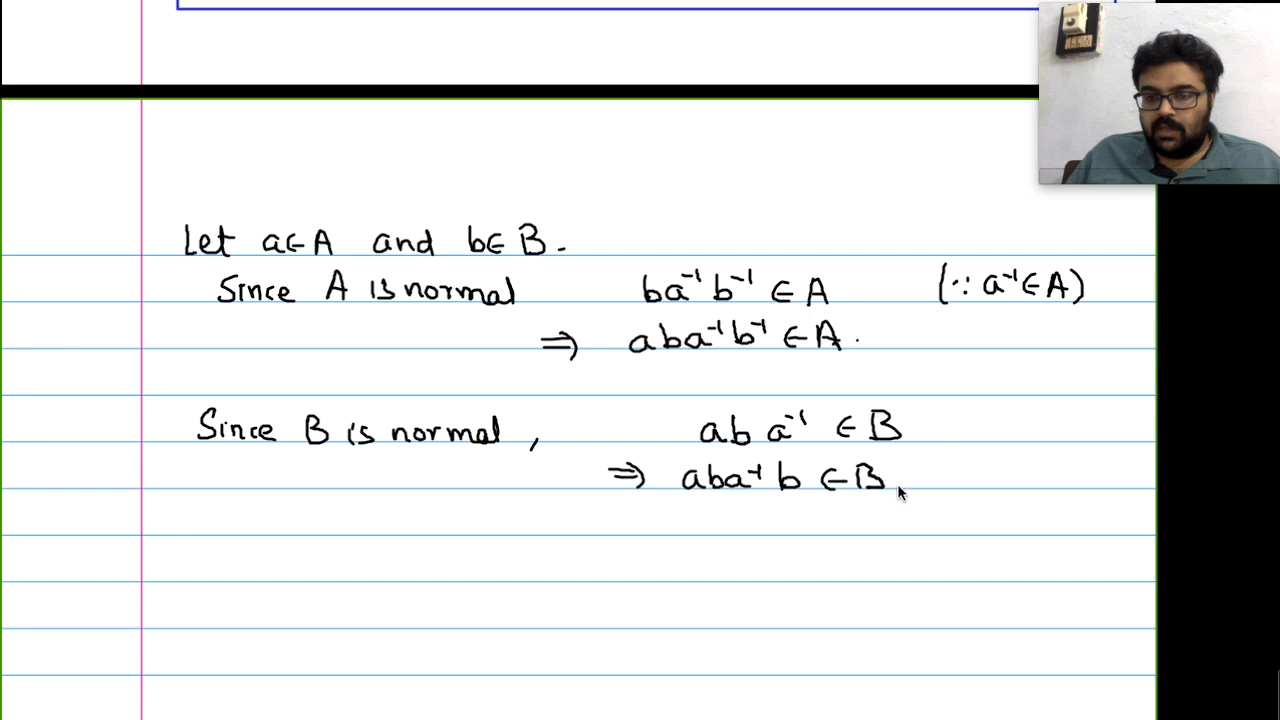 Let a∈A and b∈B.
Since A is normal ba⁻¹b⁻¹ ∈ A (∵ a⁻¹∈A)
⇒ aba⁻¹b⁻¹ ∈ A.
Since B is normal, aba⁻¹ ∈ B
⇒ aba⁻¹b ∈ B